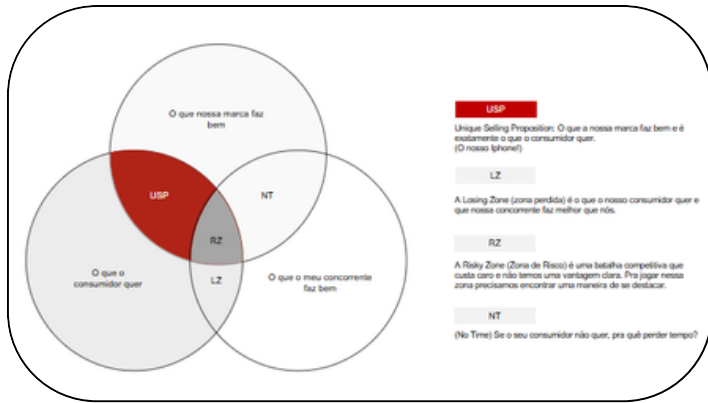 O que nossa marca faz
bem
USP
NT
RZ
O que o
consumidor quer
LZ
O que o meu concorrente
faz bem
USP
Unique Selling Proposition: O que a nossa marca faz bem e é
exatamente o que o consumidor quer.
(O nosso Iphone!)
LZ
A Losing Zone (zona perdida) é o que o nosso consumidor quer e
que nossa concorrente faz melhor que nós.
RZ
A Risky Zone (Zona de Risco) é uma batalha competitiva que
custa caro e não temos uma vantagem clara. Pra jogar nessa
zona precisamos encontrar uma maneira de se destacar.
NT
(No Time) Se o seu consumidor não quer, pra quê perder tempo?